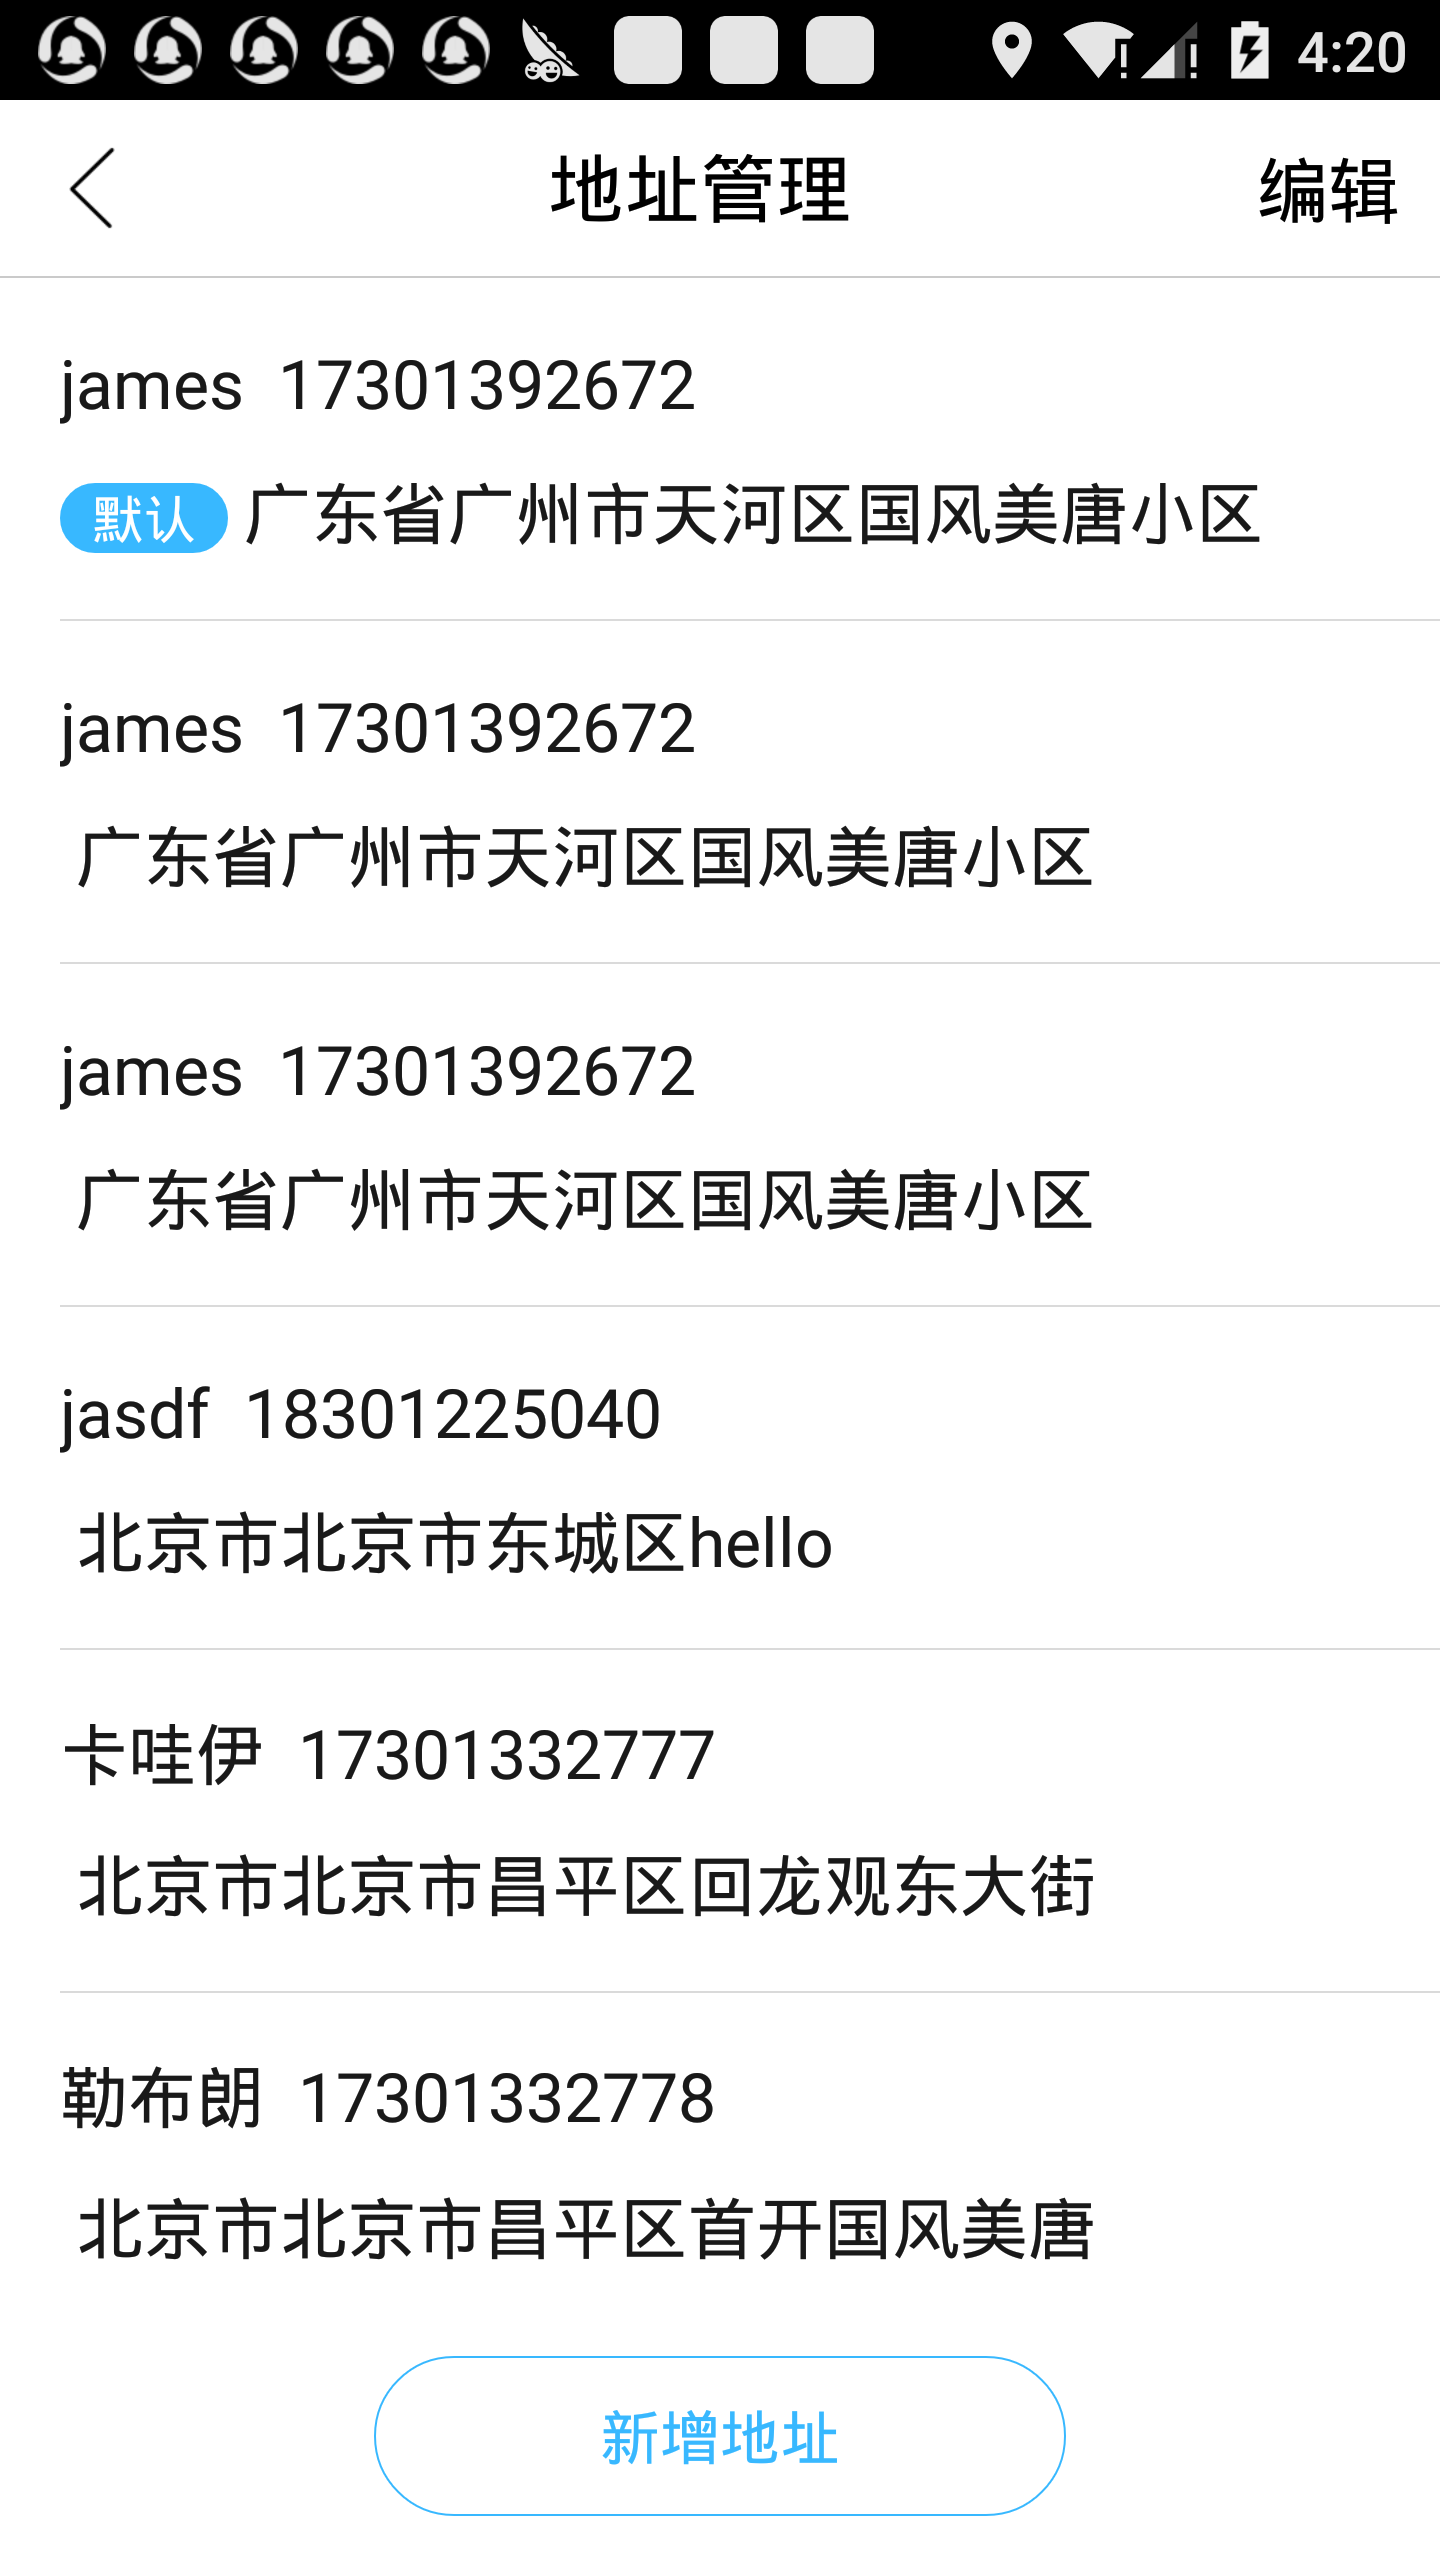 4:20
地址管理
编辑
james 17301392672
默认 广东省广州市天河区国风美唐小区
james 17301392672
广东省广州市天河区国风美唐小区
james 17301392672
广东省广州市天河区国风美唐小区
jasdf 18301225040
北京市北京市东城区hello
卡哇伊 17301332777
北京市北京市昌平区回龙观东大街
勒布朗 17301332778
北京市北京市昌平区首开国风美唐
新增地址